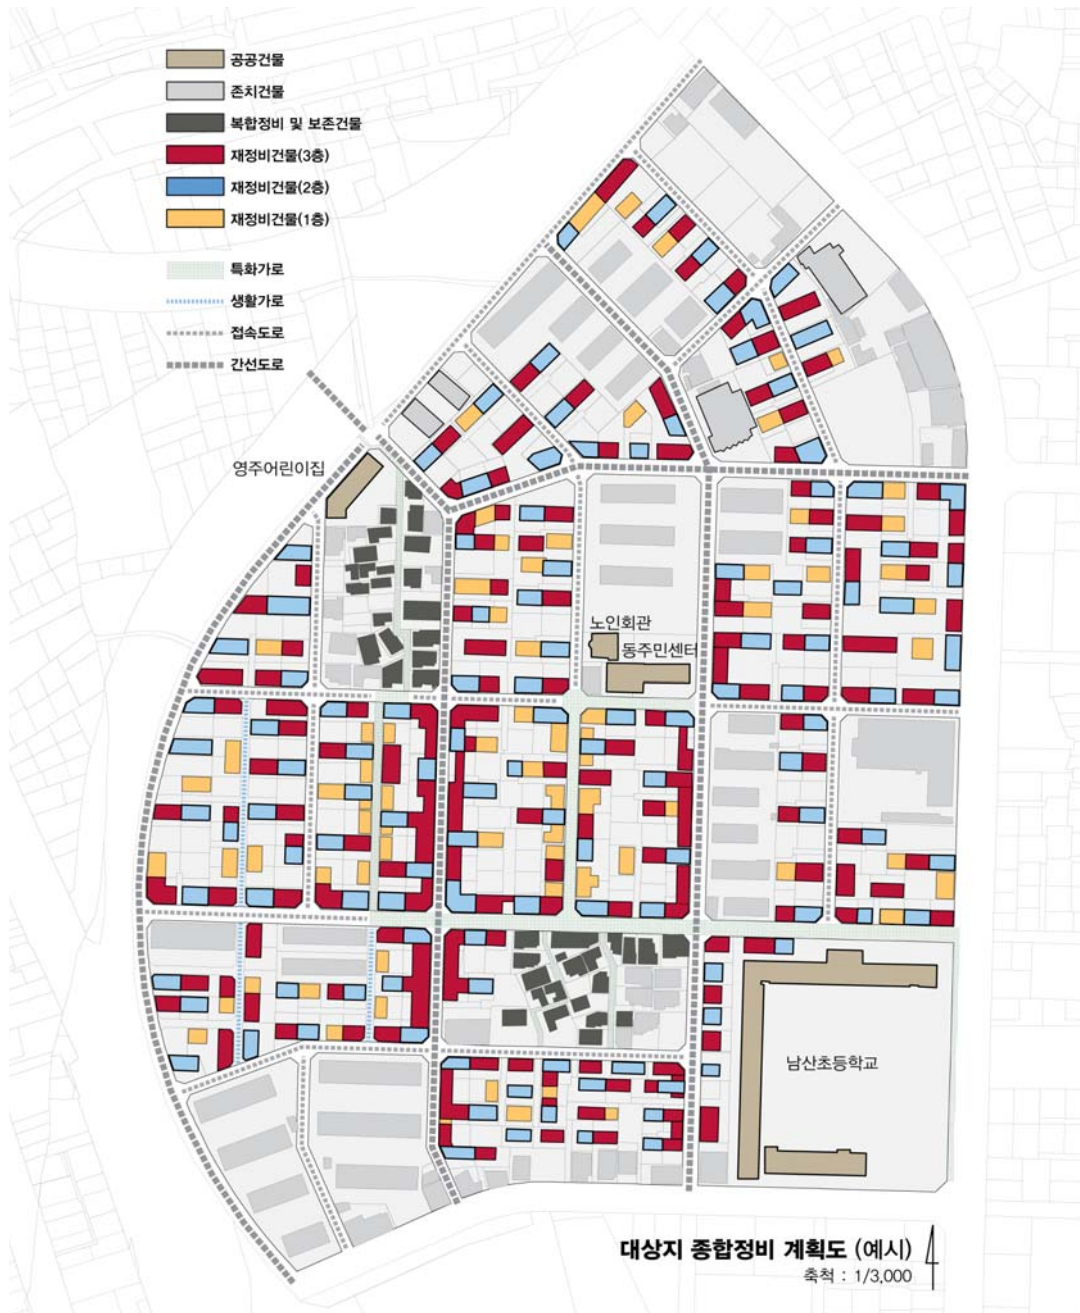 공공건물
존치건물
복합정비 및 보존건물
재정비건물(3층)
재정비건물(2층)
재정비건물(1층)
특화가로
생활가로
접속도로
간선도로
영주어린이집
노인회관
동주민센터
남산초등학교
대상지 종합정비 계획도 (예시)
축척 : 1/3,000